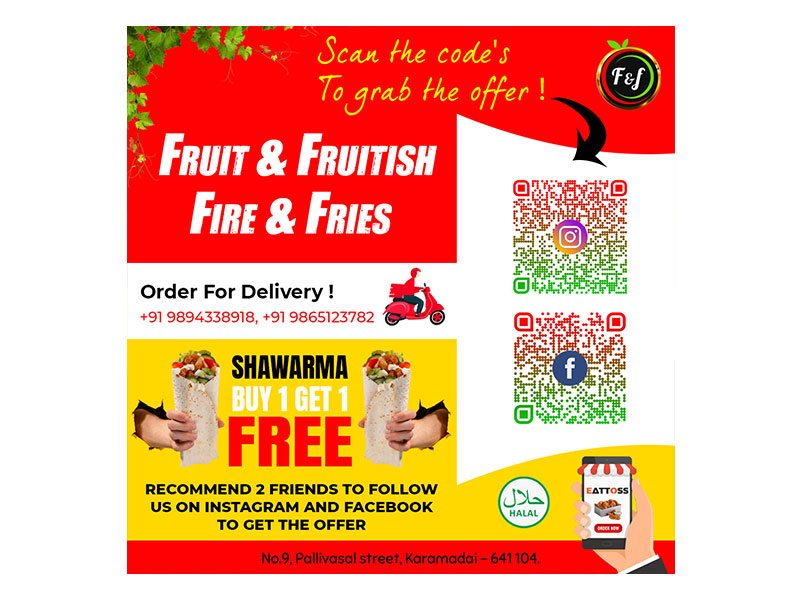 Scan the code's
To grab the offer !
F&f
FRUIT & FRUITISH
FIRE & FRIES
Order For Delivery !
+91 9894338918, +91 9865123782
SHAWARMA
BUY 1 GET 1
FREE
RECOMMEND 2 FRIENDS TO FOLLOW
US ON INSTAGRAM AND FACEBOOK
TO GET THE OFFER
f
حلال
HALAL
EATTOSS
ORDER NOW
No.9, Pallivasal street, Karamadai - 641 104.